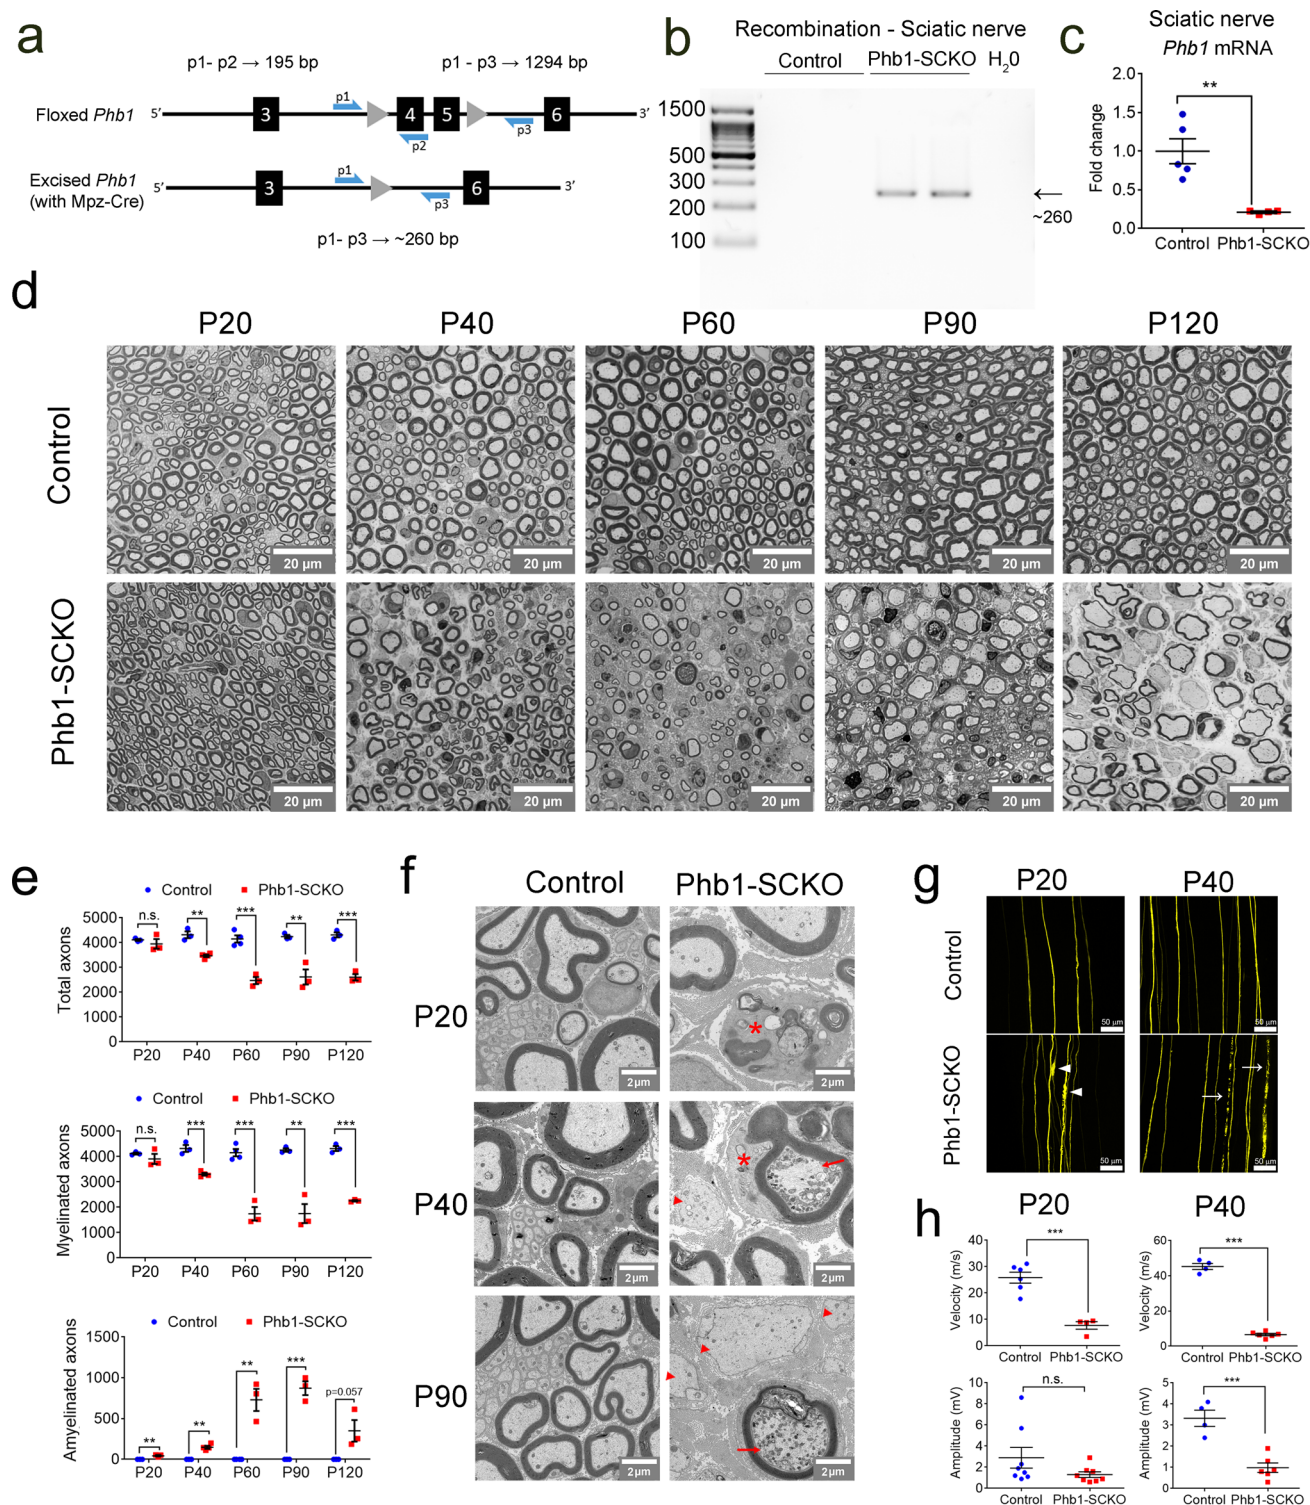 a
p1- p2 → 195 bp
p1 - p3 → 1294 bp
Floxed Phb1
5′
3
p1
4
5
p2
p3
6
3′
Excised Phb1
(with Mpz-Cre)
5′
3
p1
p3
6
3′
p1- p3 → ~260 bp
b
Recombination - Sciatic nerve
Control
Phb1-SCKO
H20
1500
500
300
200
100
←
~260
c
Sciatic nerve
Phb1 mRNA
Fold change
2.0
1.5
1.0
0.5
0.0
**
Control
Phb1-SCKO
d
P20
P40
P60
P90
P120
Control
20 µm
20 µm
20 µm
20 µm
20 µm
Phb1-SCKO
20 µm
20 µm
20 µm
20 µm
20 µm
e
Control
Phb1-SCKO
Total axons
5000
4000
3000
2000
1000
0
n.s.
**
***
**
***
P20
P40
P60
P90
P120
Control
Phb1-SCKO
Myelinated axons
5000
4000
3000
2000
1000
0
n.s.
***
***
**
***
P20
P40
P60
P90
P120
Control
Phb1-SCKO
Amyelinated axons
1500
1000
500
0
**
**
**
***
p=0.057
P20
P40
P60
P90
P120
f
Control
Phb1-SCKO
P20
2µm
*
2µm
P40
2µm
*
2µm
P90
2µm
2µm
g
P20
P40
Control
50 µm
50 µm
Phb1-SCKO
50 µm
50 µm
h
P20
P40
Velocity (m/s)
40
30
20
10
0
***
Control
Phb1-SCKO
Velocity (m/s)
60
40
20
0
***
Control
Phb1-SCKO
Amplitude (mV)
10
8
6
4
2
0
n.s.
Control
Phb1-SCKO
Amplitude (mV)
5
4
3
2
1
0
***
Control
Phb1-SCKO